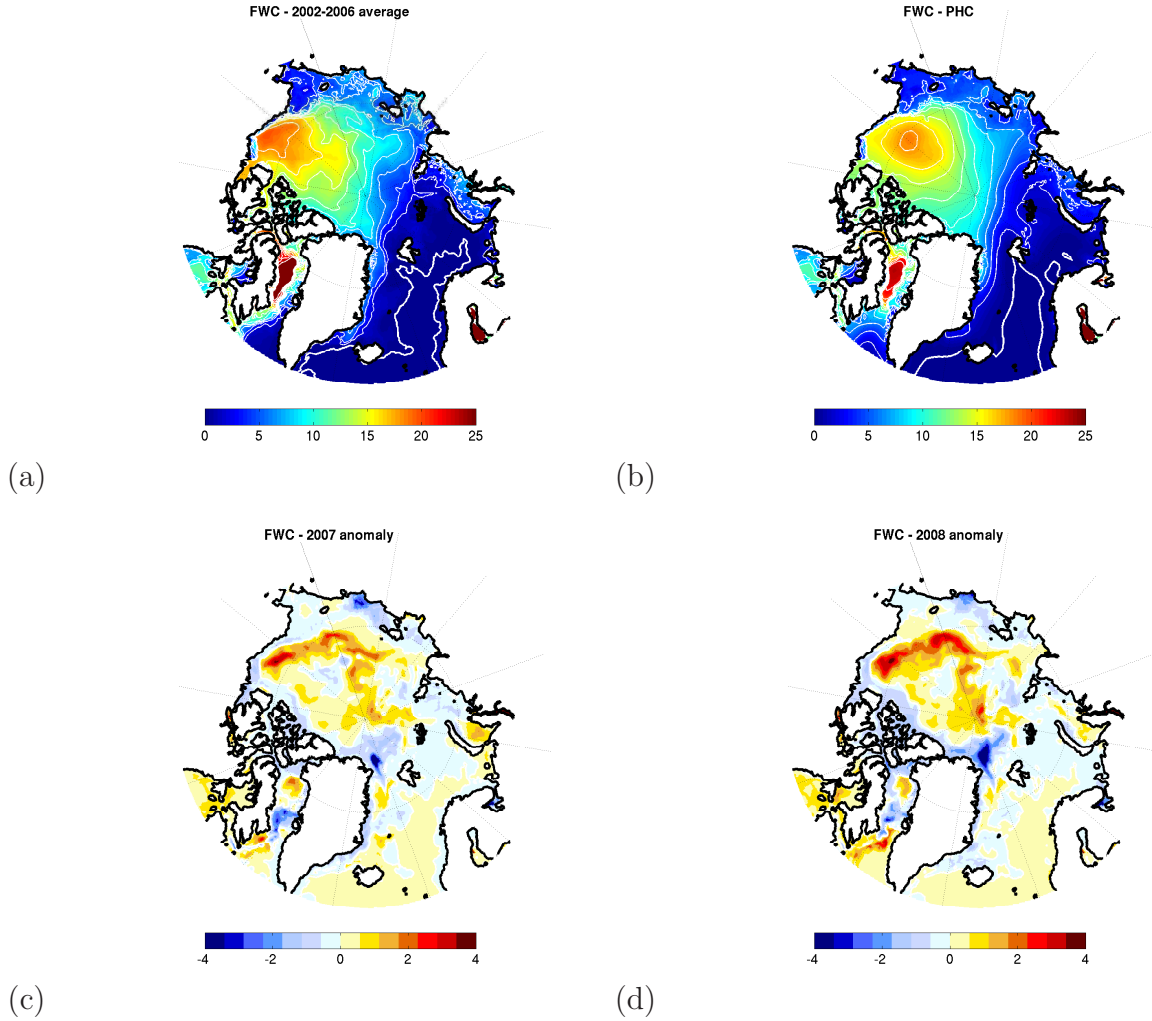 FWC - 2002-2006 average
FWC - PHC
0 5 10 15 20 25
0 5 10 15 20 25
(a)
(b)
FWC - 2007 anomaly
FWC - 2008 anomaly
-4 -2 0 2 4
-4 -2 0 2 4
(c)
(d)